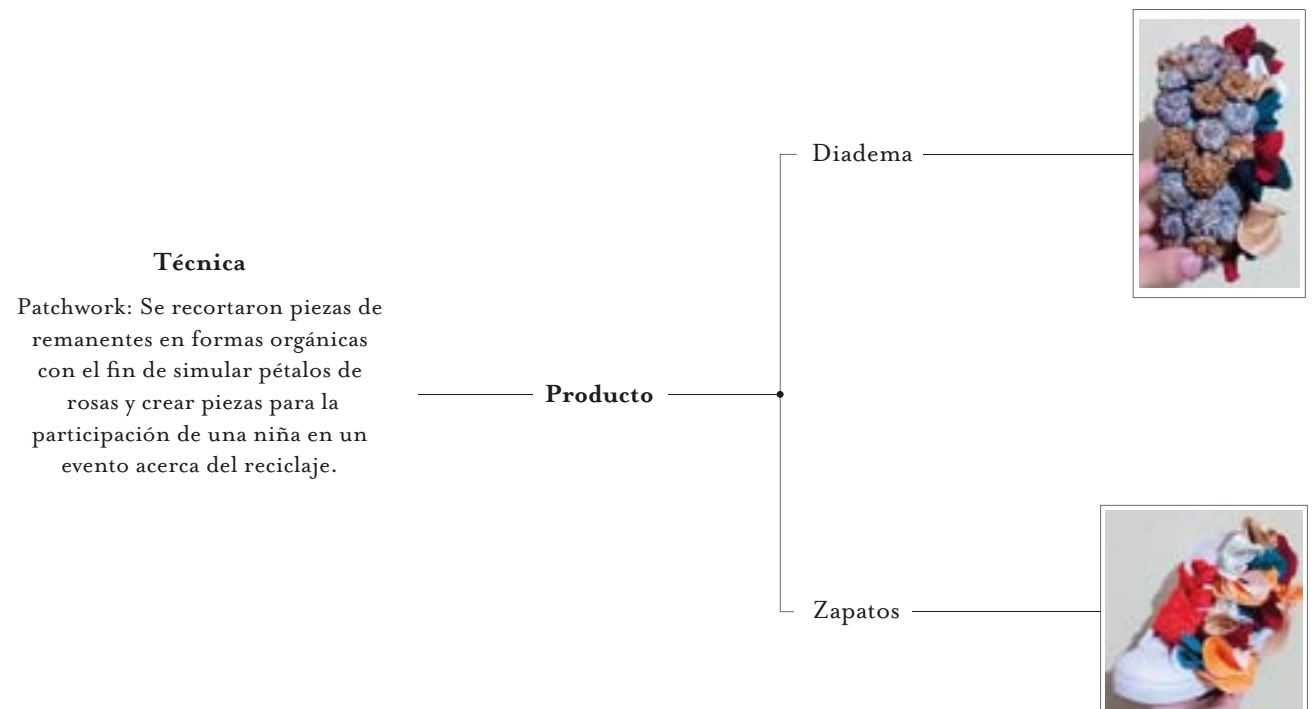 Técnica
Patchwork: Se recortaron piezas de
remanentes en formas orgánicas
con el fin de simular pétalos de
rosas y crear piezas para la
participación de una niña en un
evento acerca del reciclaje.
Producto
Diadema
Zapatos